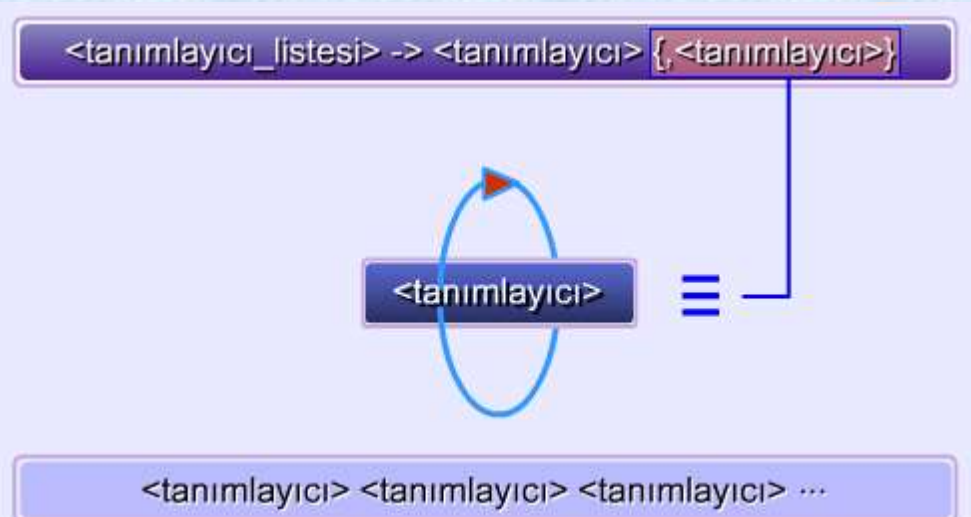 <tanımlayıcı_listesi> -> <tanımlayıcı> {,<tanımlayıcı>}
<tanımlayıcı>
<tanımlayıcı> <tanımlayıcı> <tanımlayıcı> ···